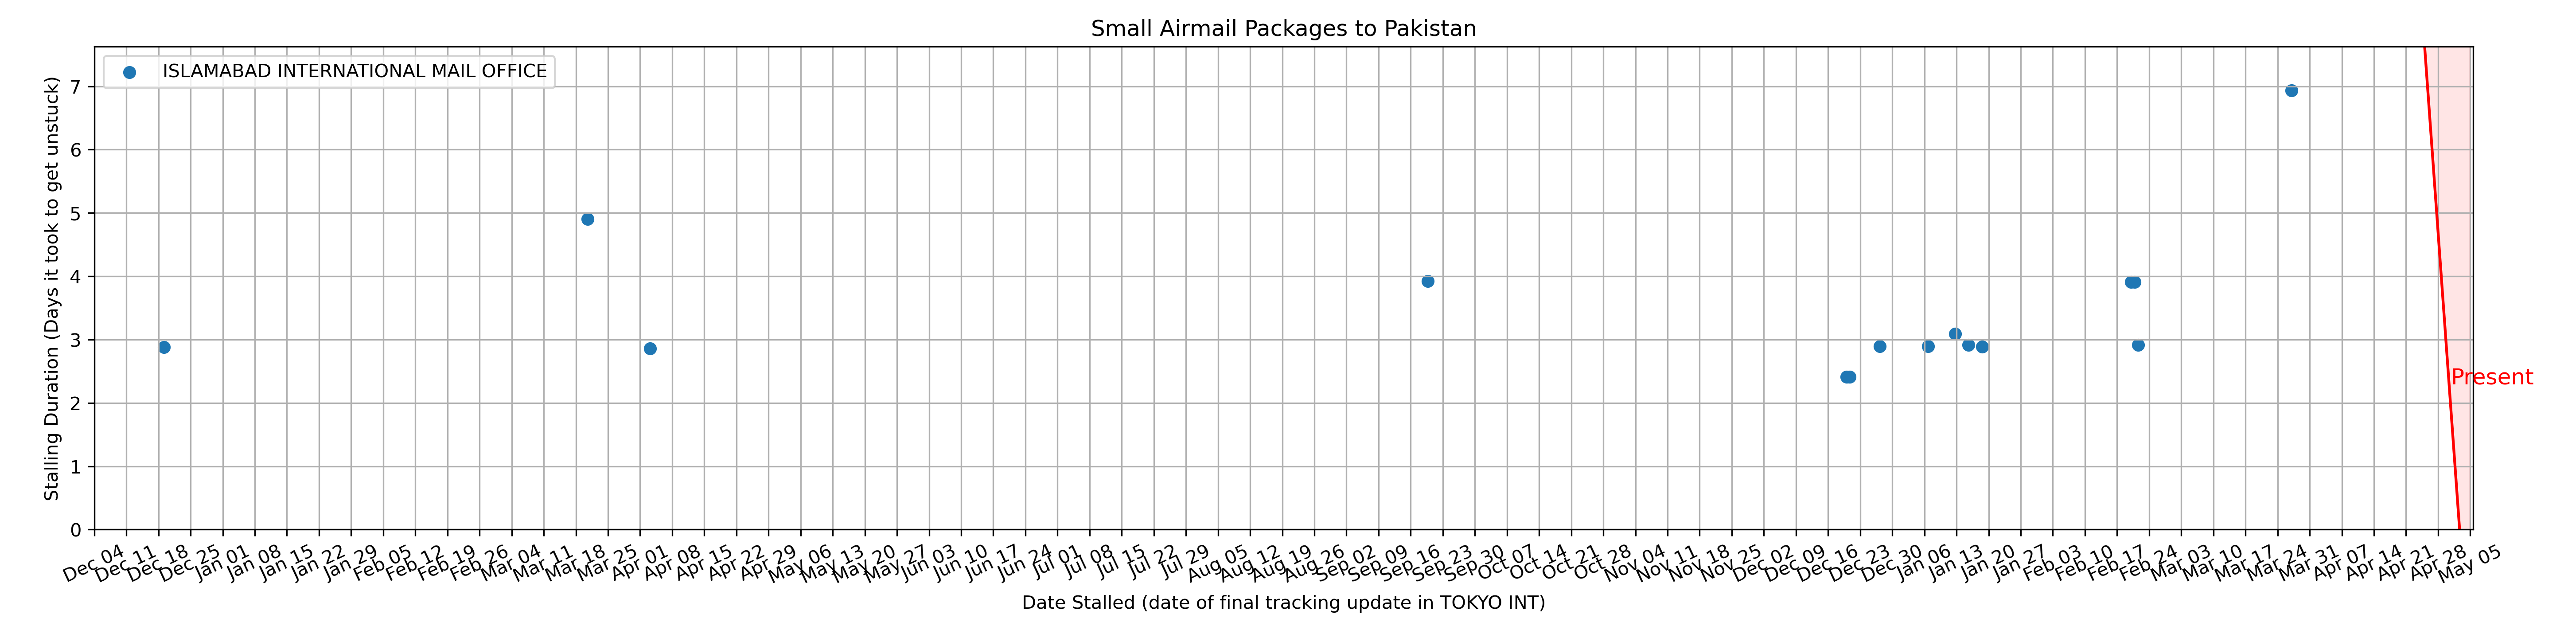 Small Airmail Packages to Pakistan
ISLAMABAD INTERNATIONAL MAIL OFFICE
Stalling Duration (Days it took to get unstuck)
7
6
5
4
3
2
1
0
Present
Dec 04
Dec 11
Dec 18
Dec 25
Jan 01
Jan 08
Jan 15
Jan 22
Jan 29
Feb 05
Feb 12
Feb 19
Feb 26
Mar 04
Mar 11
Mar 18
Mar 25
Apr 01
Apr 08
Apr 15
Apr 22
Apr 29
May 06
May 13
May 20
May 27
Jun 03
Jun 10
Jun 17
Jun 24
Jul 01
Jul 08
Jul 15
Jul 22
Jul 29
Aug 05
Aug 12
Aug 19
Aug 26
Sep 02
Sep 09
Sep 16
Sep 23
Sep 30
Oct 07
Oct 14
Oct 21
Oct 28
Nov 04
Nov 11
Nov 18
Nov 25
Dec 02
Dec 09
Dec 16
Dec 23
Dec 30
Jan 06
Jan 13
Jan 20
Jan 27
Feb 03
Feb 10
Feb 17
Feb 24
Mar 03
Mar 10
Mar 17
Mar 24
Mar 31
Apr 07
Apr 14
Apr 21
Apr 28
May 05
Date Stalled (date of final tracking update in TOKYO INT)